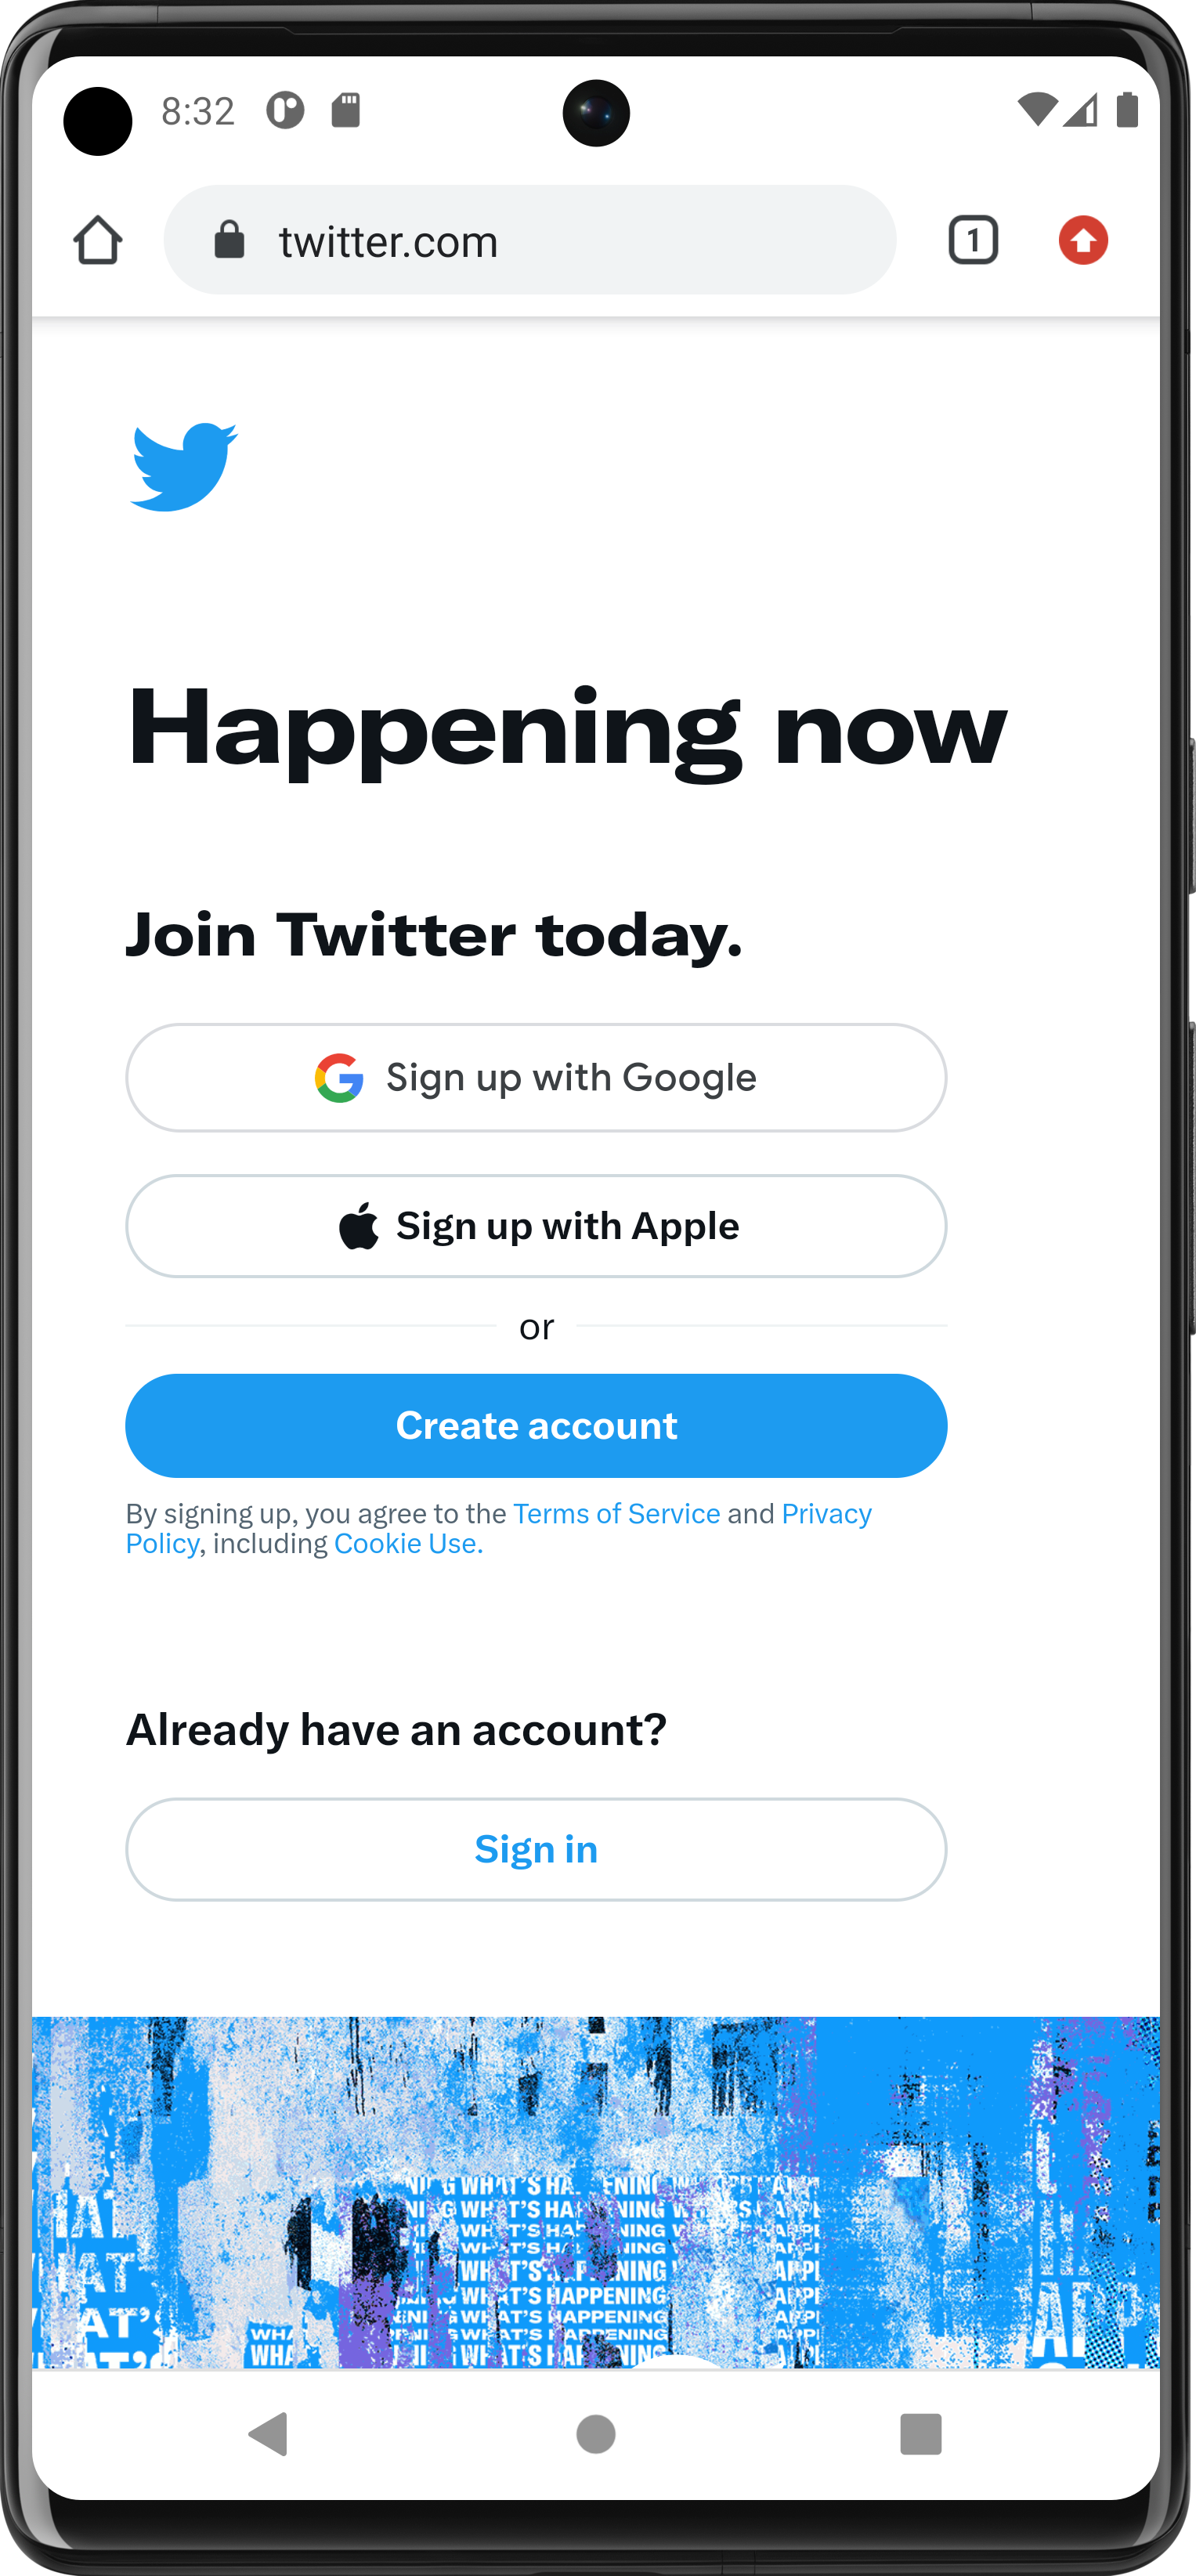 8:32
twitter.com
1
Happening now
Join Twitter today.
Sign up with Google
Sign up with Apple
or
Create account
By signing up, you agree to the Terms of Service and Privacy
Policy, including Cookie Use.
Already have an account?
Sign in
WHAT'S HAPPENING
WHAT'S HAPPENING